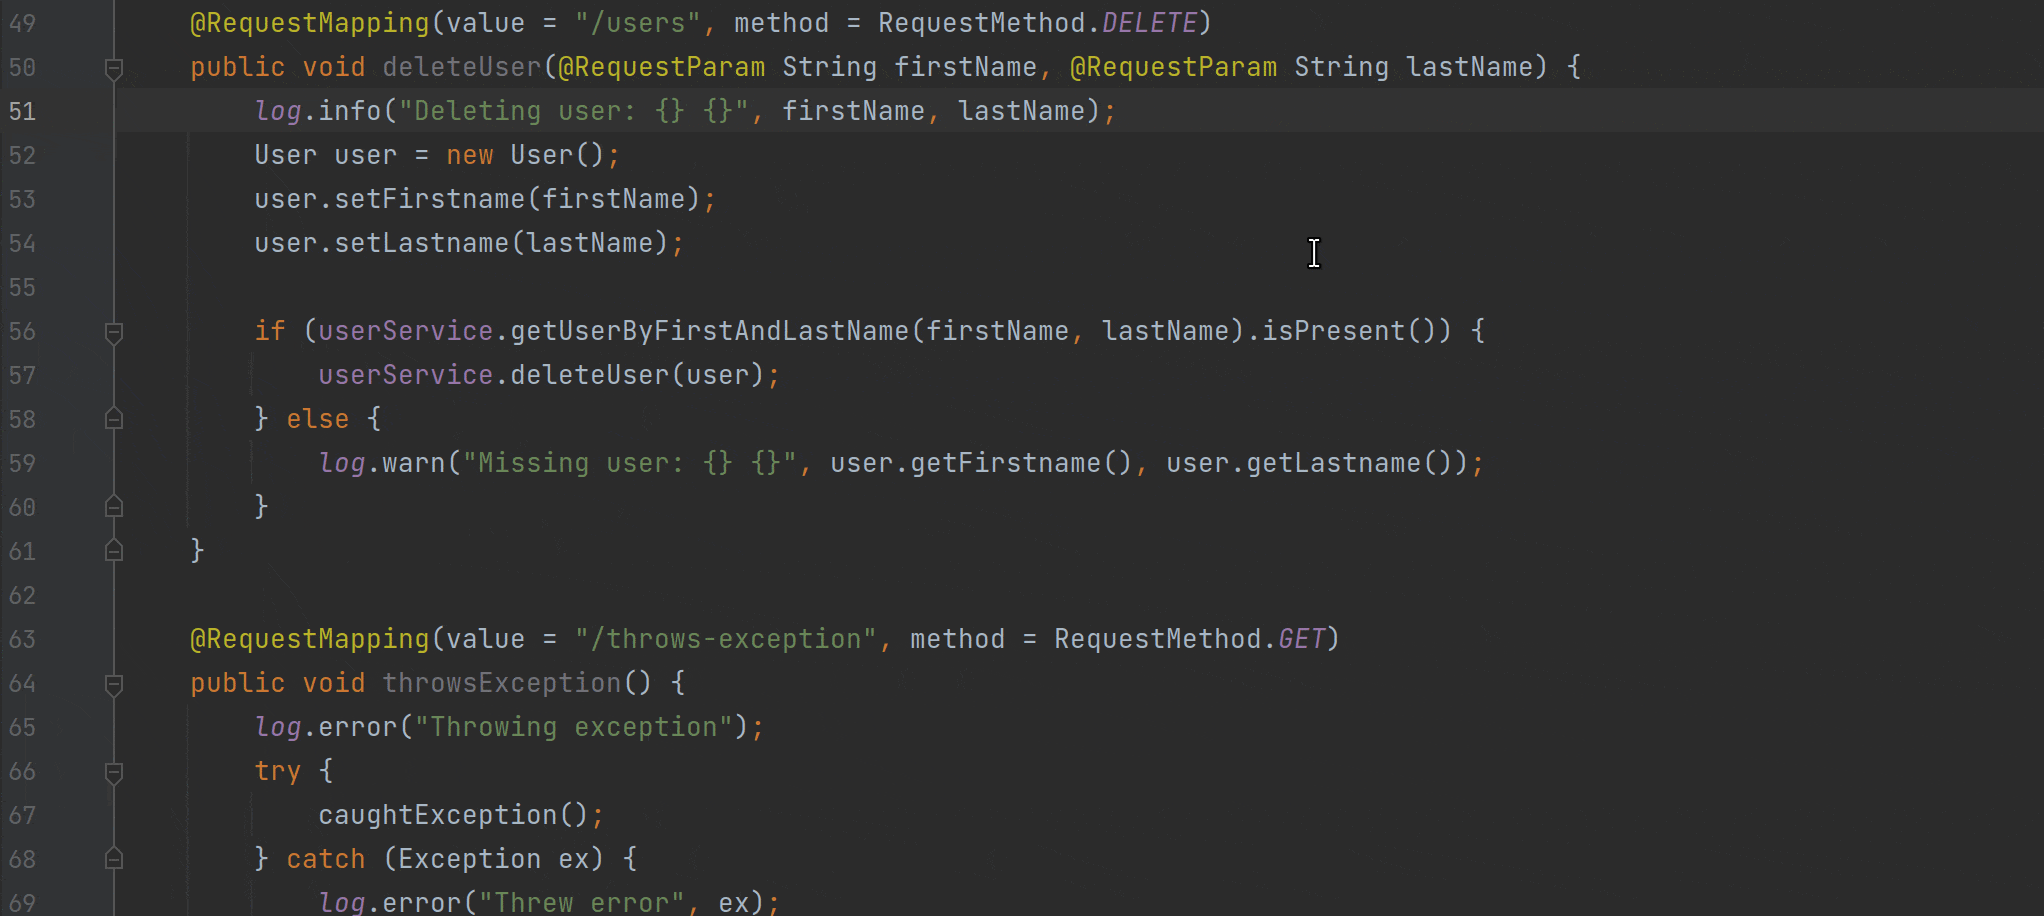 49 @RequestMapping(value = "/users", method = RequestMethod.DELETE)
50 public void deleteUser(@RequestParam String firstName, @RequestParam String lastName) {
51 log.info("Deleting user: {} {}", firstName, lastName);
52 User user = new User();
53 user.setFirstname(firstName);
54 user.setLastname(lastName);
55
56 if (userService.getUserByFirstAndLastName(firstName, lastName).isPresent()) {
57 userService.deleteUser(user);
58 } else {
59 log.warn("Missing user: {} {}", user.getFirstname(), user.getLastname());
60 }
61 }
62
63 @RequestMapping(value = "/throws-exception", method = RequestMethod.GET)
64 public void throwsException() {
65 log.error("Throwing exception");
66 try {
67 caughtException();
68 } catch (Exception ex) {
69 log.error("Threw error", ex);